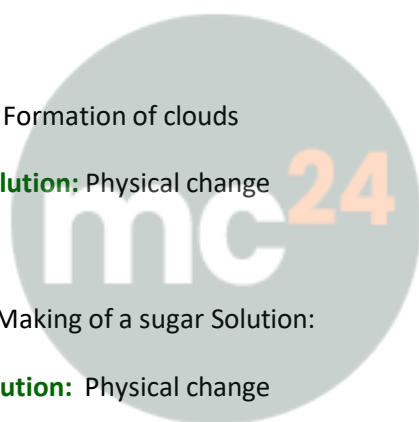 Formation of clouds
lution: Physical change
mc24
Making of a sugar Solution:
ution: Physical change